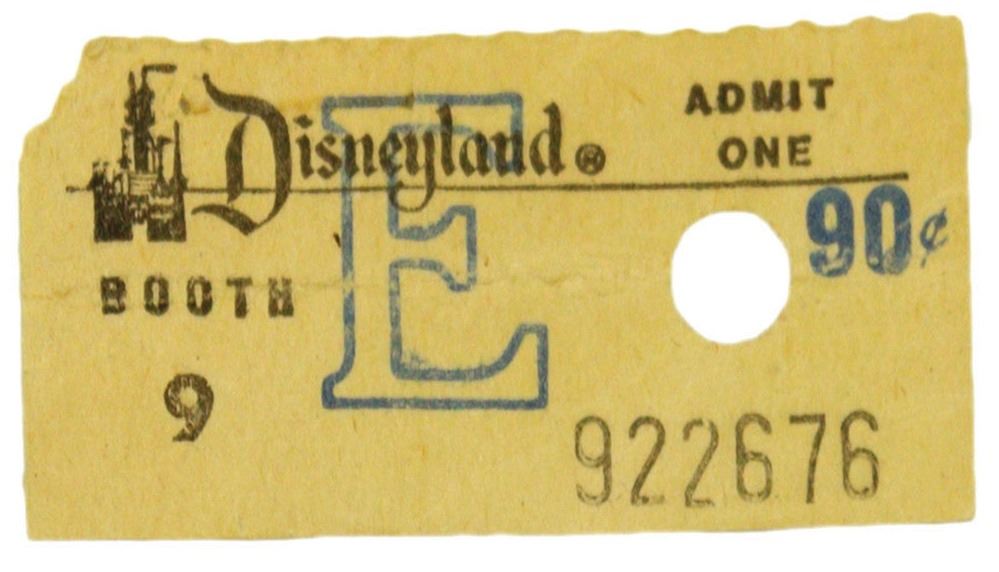 Disneyland®
ADMIT
ONE
E
90¢
BOOTH
9
922676